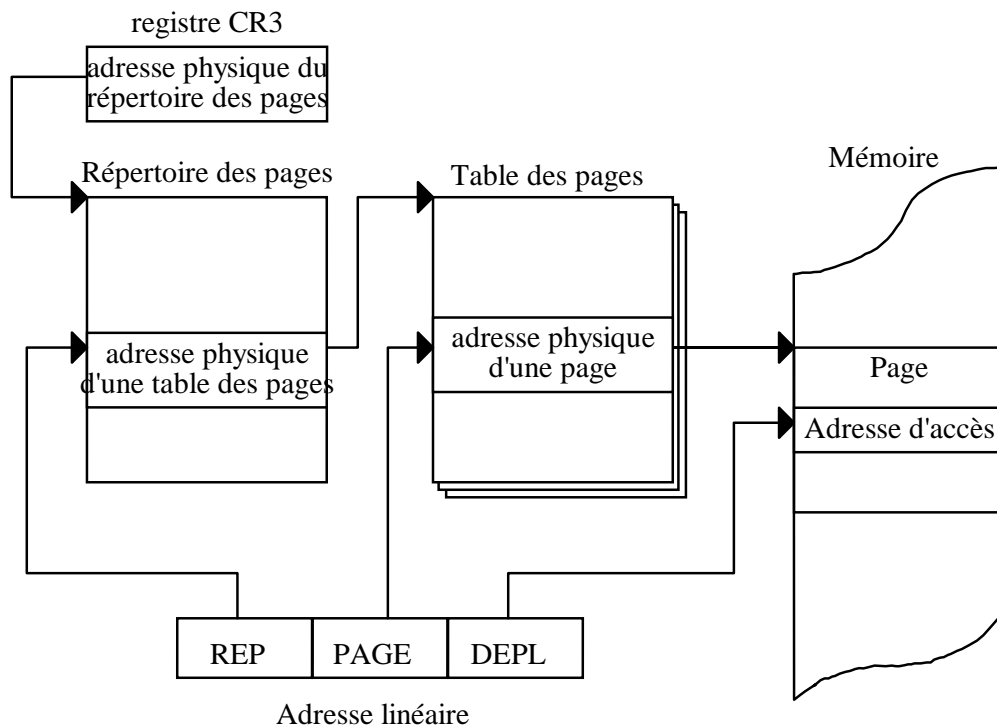 registre CR3
adresse physique du
répertoire des pages
Répertoire des pages
Table des pages
Mémoire
adresse physique
d'une table des pages
adresse physique
d'une page
Page
Adresse d'accès
REP
PAGE
DEPL
Adresse linéaire